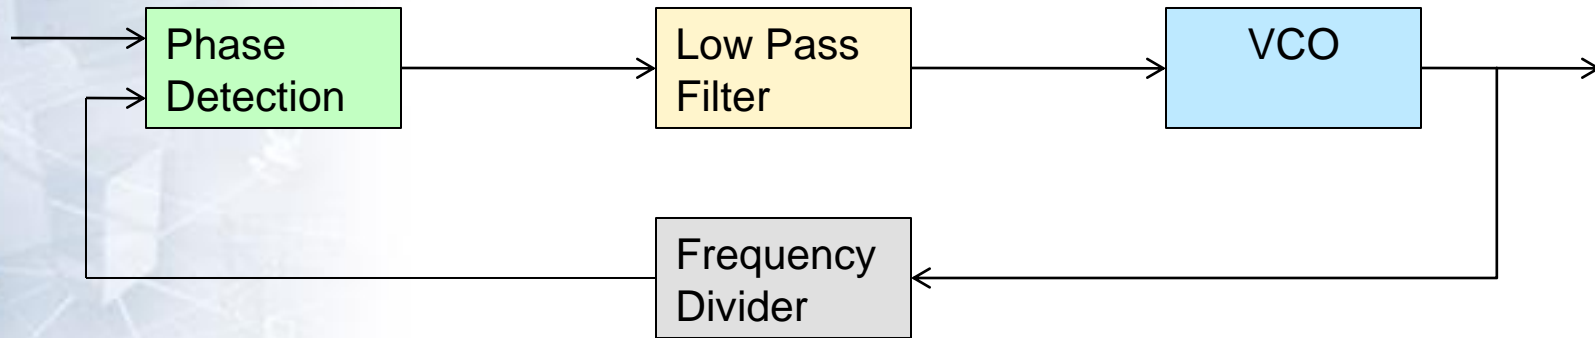 Phase
Detection
Low Pass
Filter
VCO
Frequency
Divider